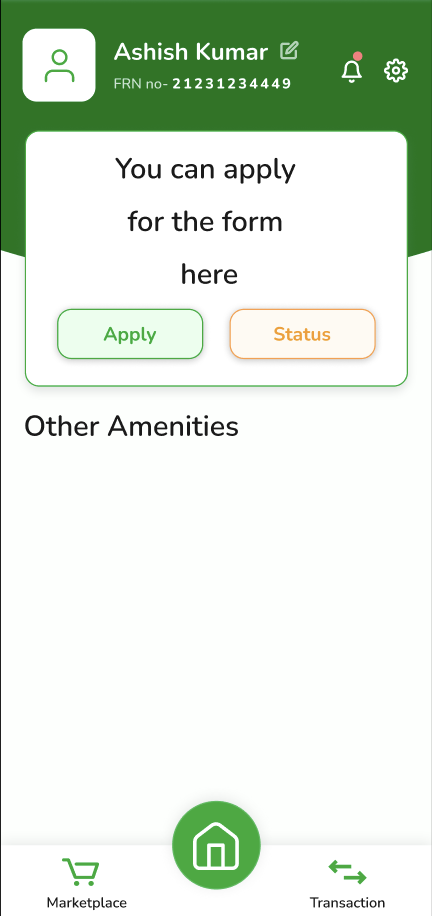 Ashish Kumar
FRN no- 21231234449
You can apply
for the form
here
Apply
Status
Other Amenities
Marketplace
Transaction